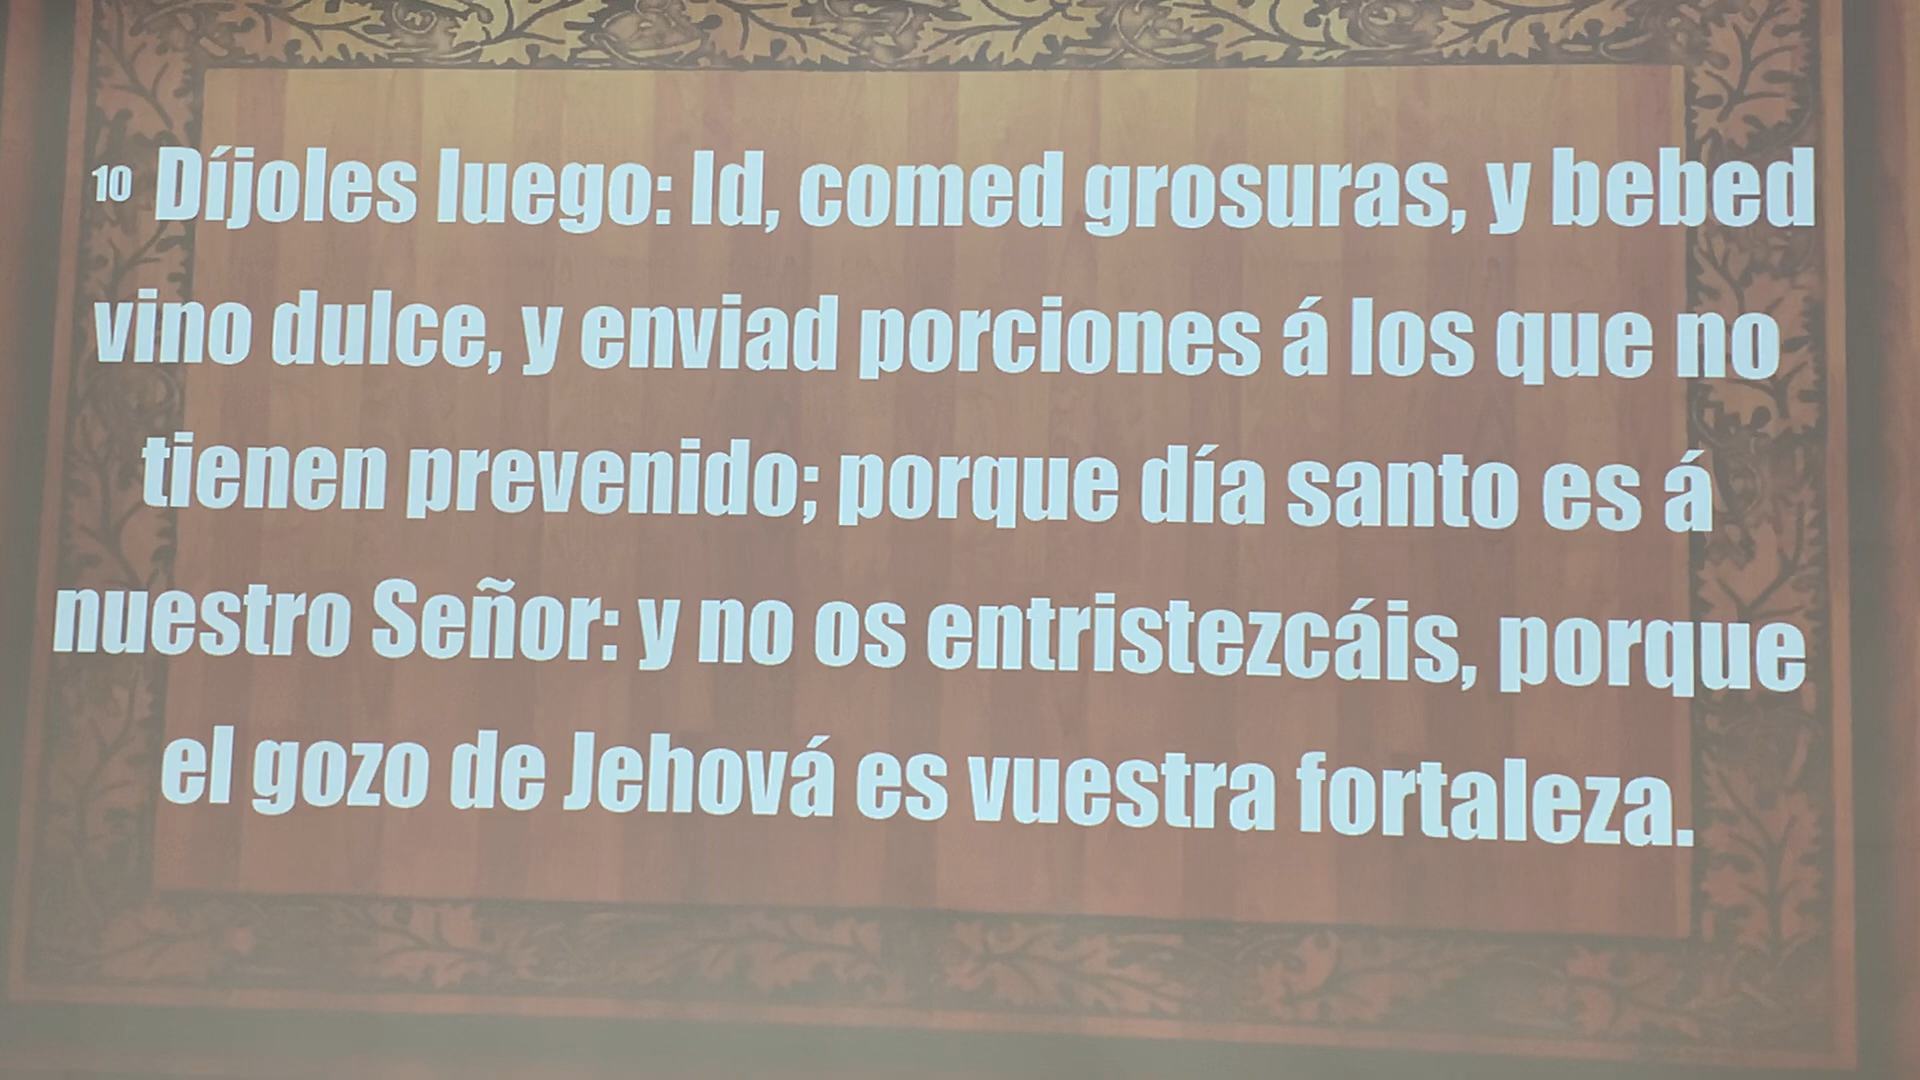 10 Díjoles luego: Id, comed grosuras, y bebed
vino dulce, y enviad porciones á los que no
tienen prevenido; porque día santo es á
nuestro Señor: y no os entristezcáis, porque
el gozo de Jehová es vuestra fortaleza.